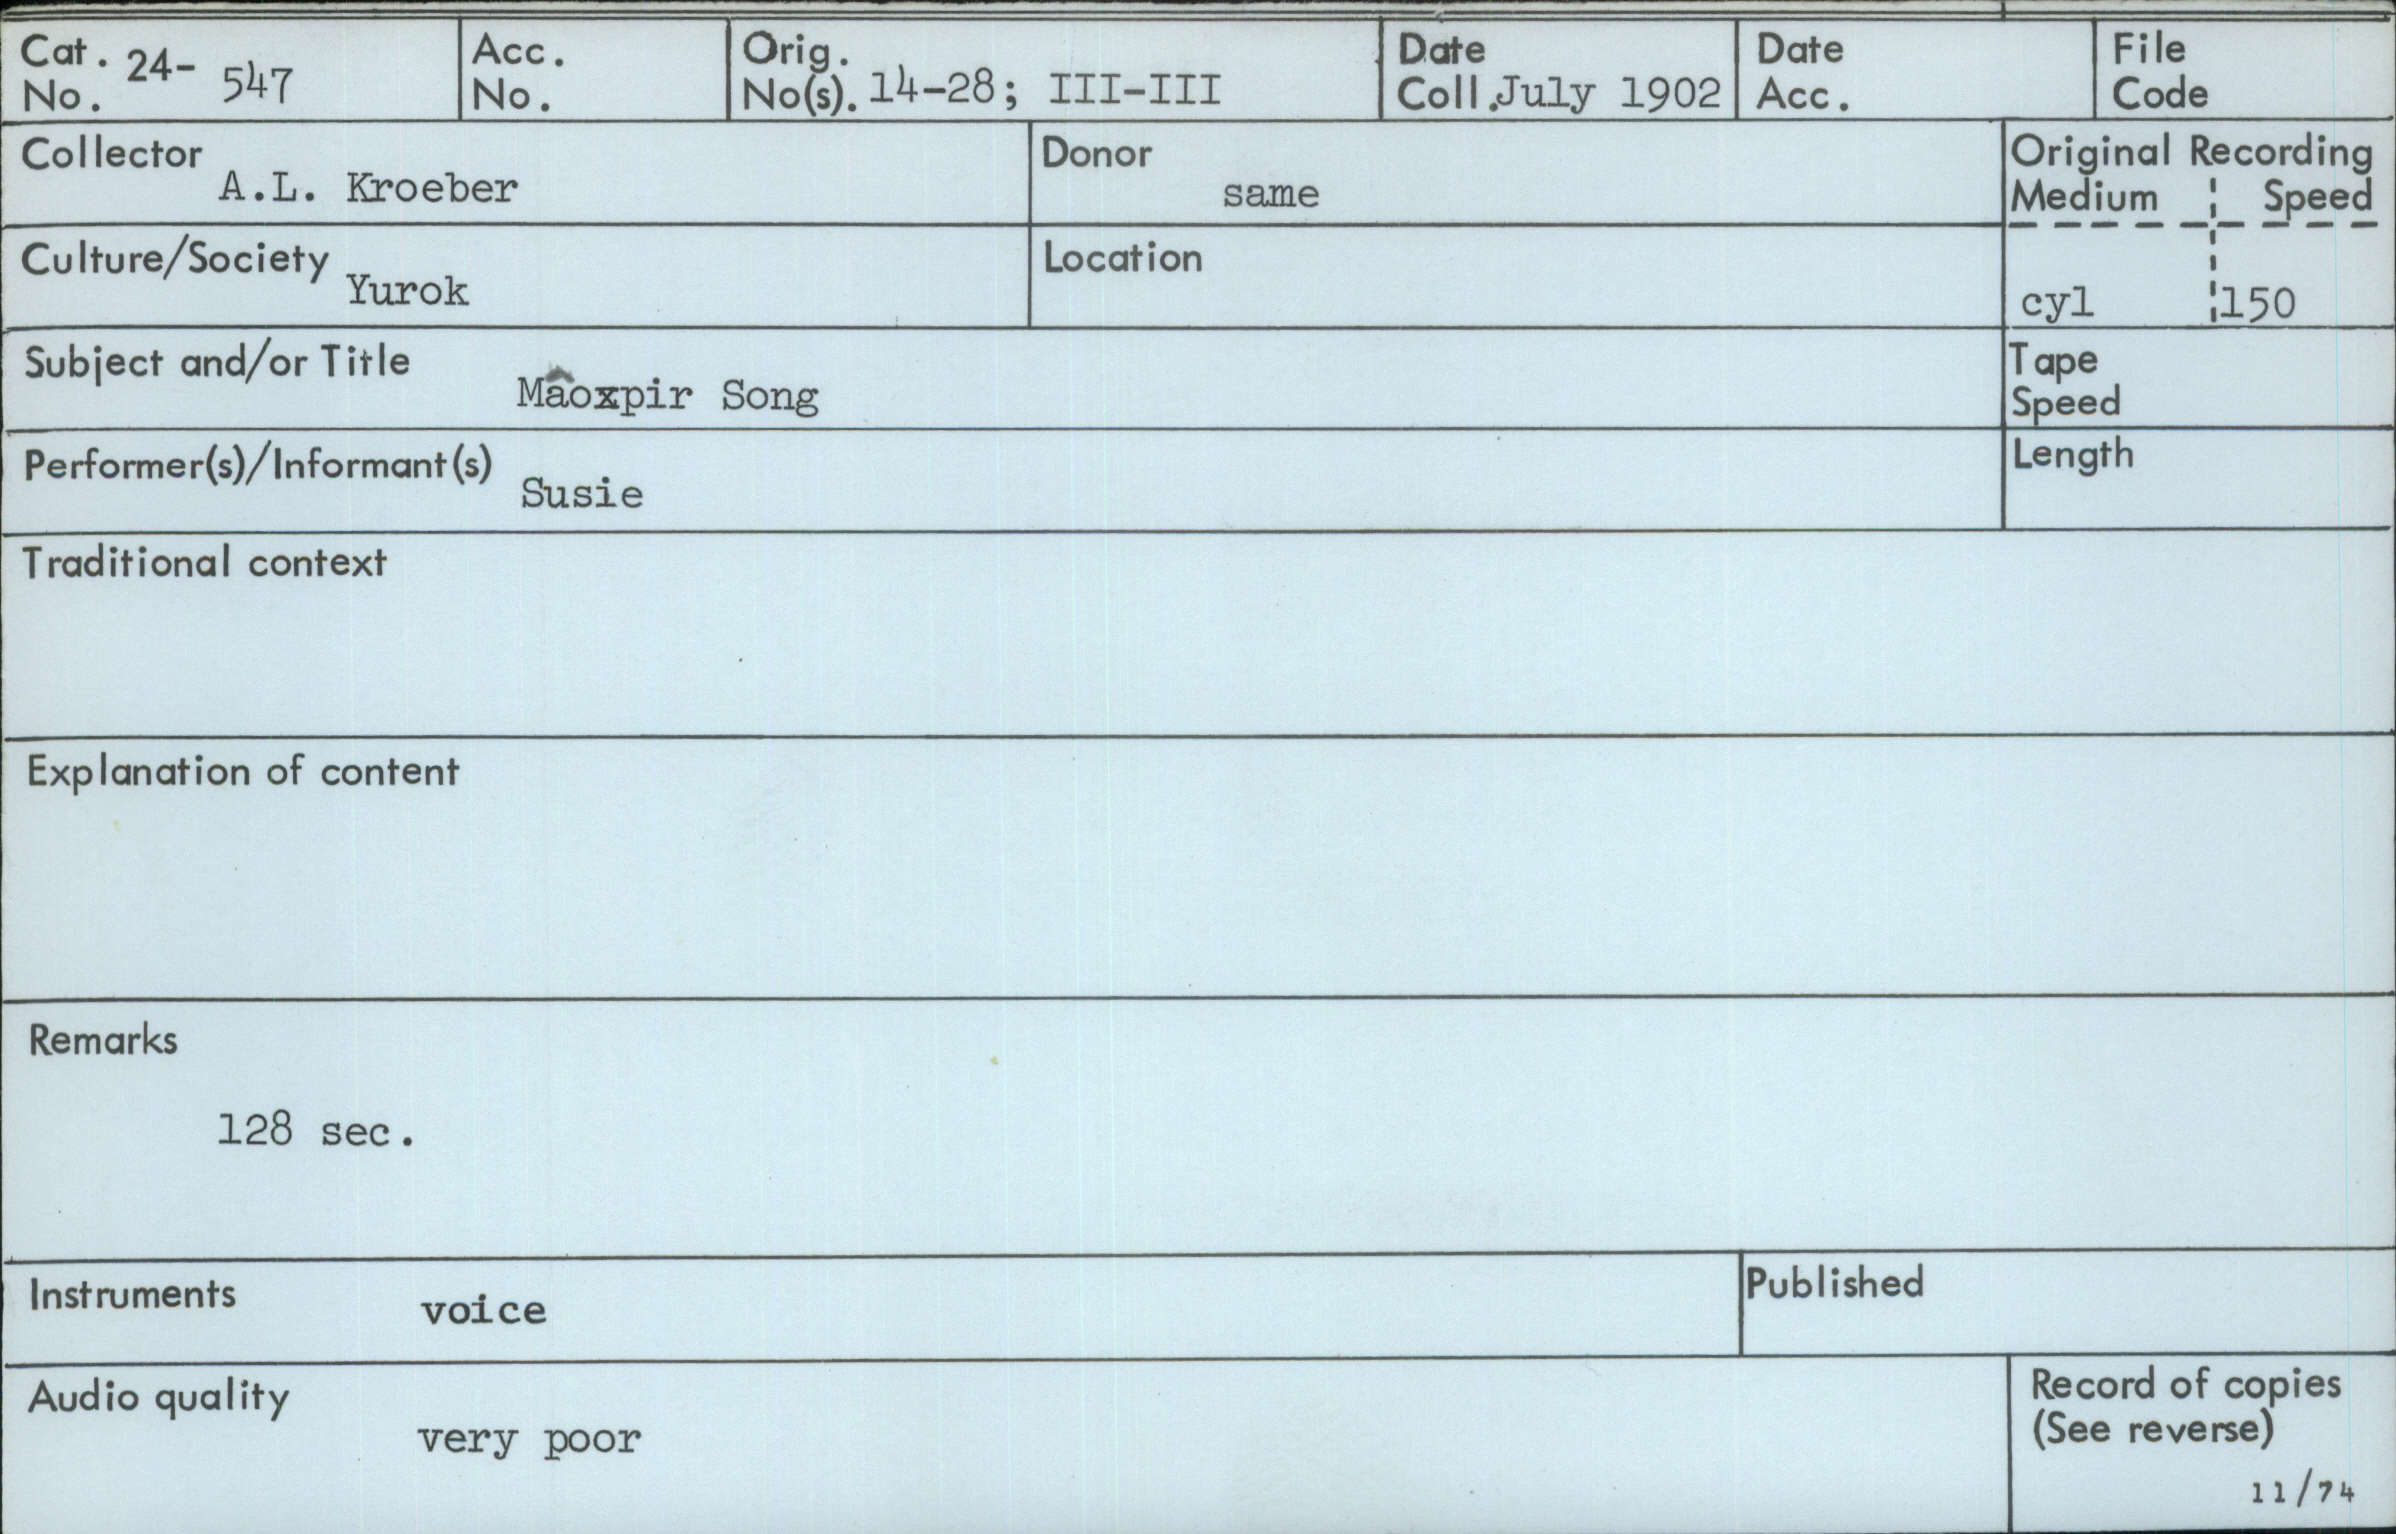 Cat. No. 24- 547
Acc. No.
Orig. No(s). 14-28; III-III
Date Coll. July 1902
Date Acc.
File Code
Collector A.L. Kroeber
Donor same
Original Recording
Medium Speed
cyl 150
Culture/Society Yurok
Location
Subject and/or Title Mâoxpir Song
Tape Speed
Performer(s)/Informant(s) Susie
Length
Traditional context
Explanation of content
Remarks
128 sec.
Instruments voice
Published
Audio quality very poor
Record of copies
(See reverse)
11/74